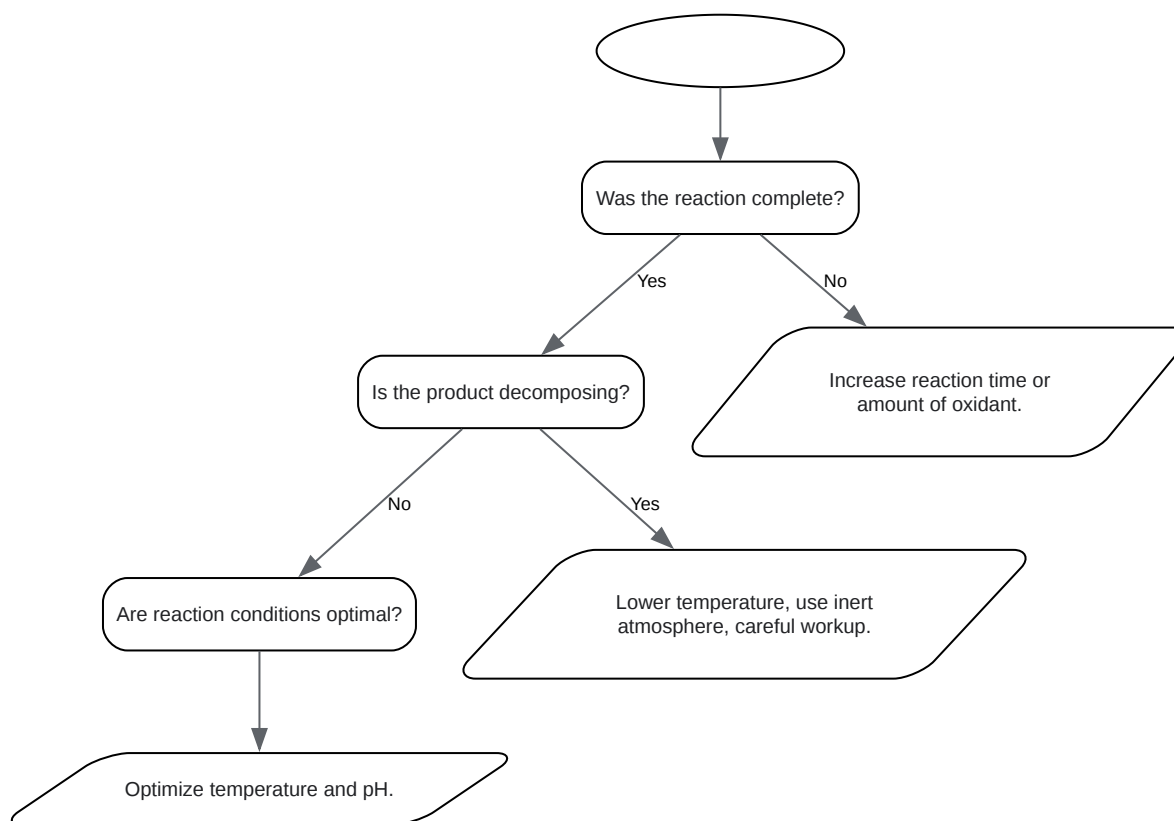 Was the reaction complete?
Yes
No
Increase reaction time or
amount of oxidant.
Is the product decomposing?
No
Yes
Lower temperature, use inert
atmosphere, careful workup.
Are reaction conditions optimal?
Optimize temperature and pH.